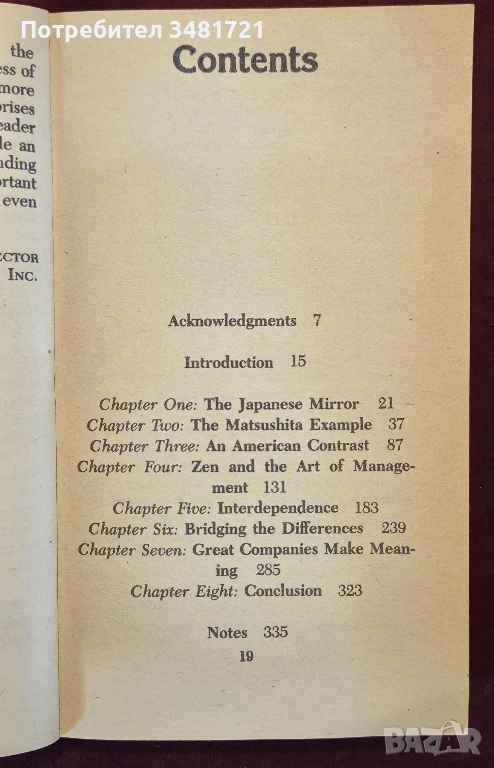 Потребител 3481721
the
ess of
more
prises
eader
le an
nding
ortant
even
ECTOR
INC.
Contents
Acknowledgments 7
Introduction 15
Chapter One: The Japanese Mirror 21
Chapter Two: The Matsushita Example 37
Chapter Three: An American Contrast 87
Chapter Four: Zen and the Art of Manage-
ment 131
Chapter Five: Interdependence 183
Chapter Six: Bridging the Differences 239
Chapter Seven: Great Companies Make Mean-
ing 285
Chapter Eight: Conclusion 323
Notes 335
19
BAZAR